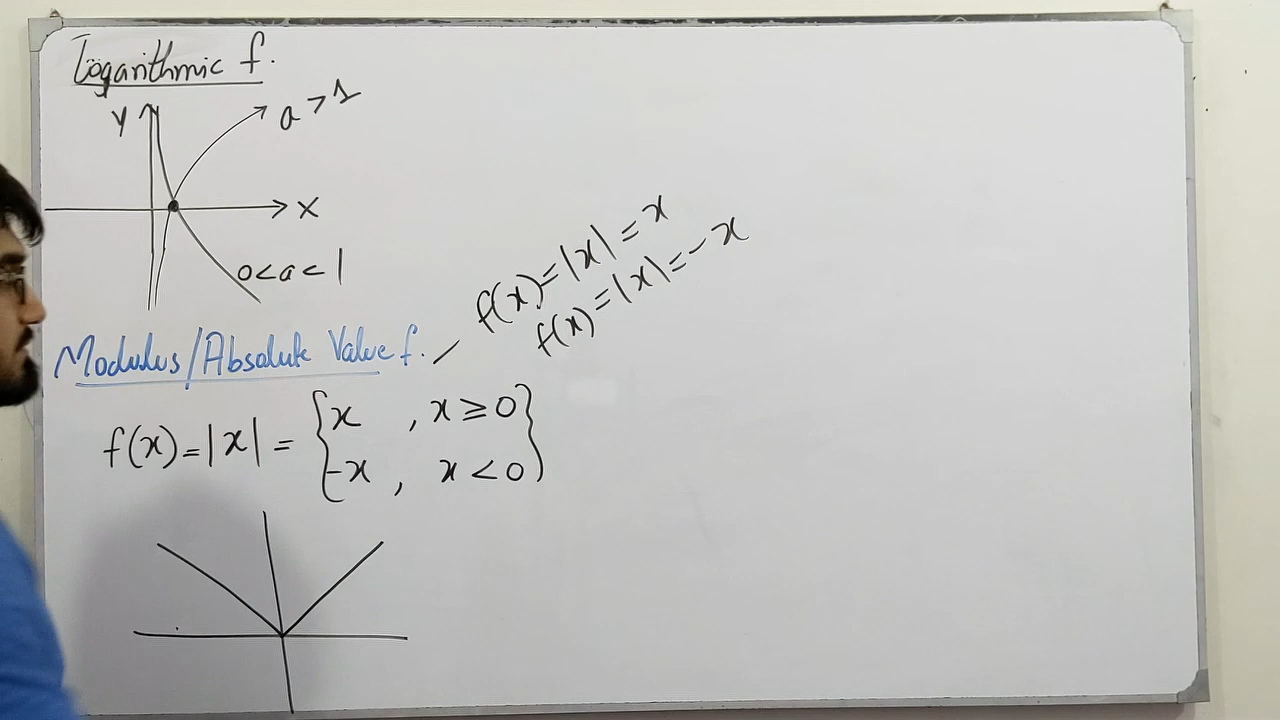 Logarithmic f.
Y
a > 1
X
0 < a < 1
Modulus/Absolute Value f.
f(x) = |x| = x
f(x) = |x| = -x
f(x) = |x| = { x , x ≥ 0
-x , x < 0 }